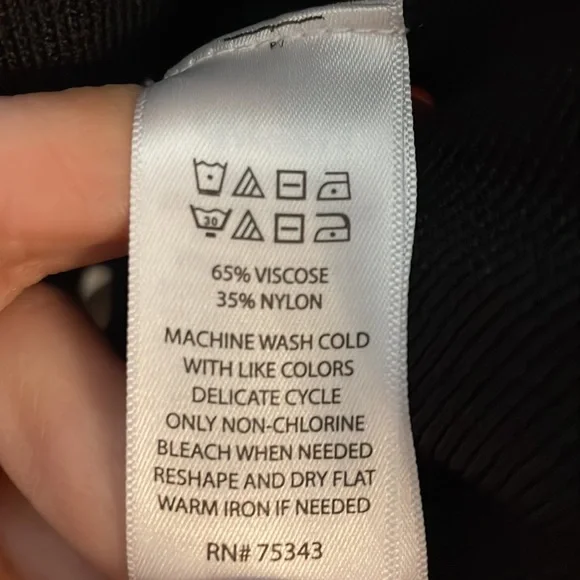 30
65% VISCOSE
35% NYLON
MACHINE WASH COLD
WITH LIKE COLORS
DELICATE CYCLE
ONLY NON-CHLORINE
BLEACH WHEN NEEDED
RESHAPE AND DRY FLAT
WARM IRON IF NEEDED
RN# 75343